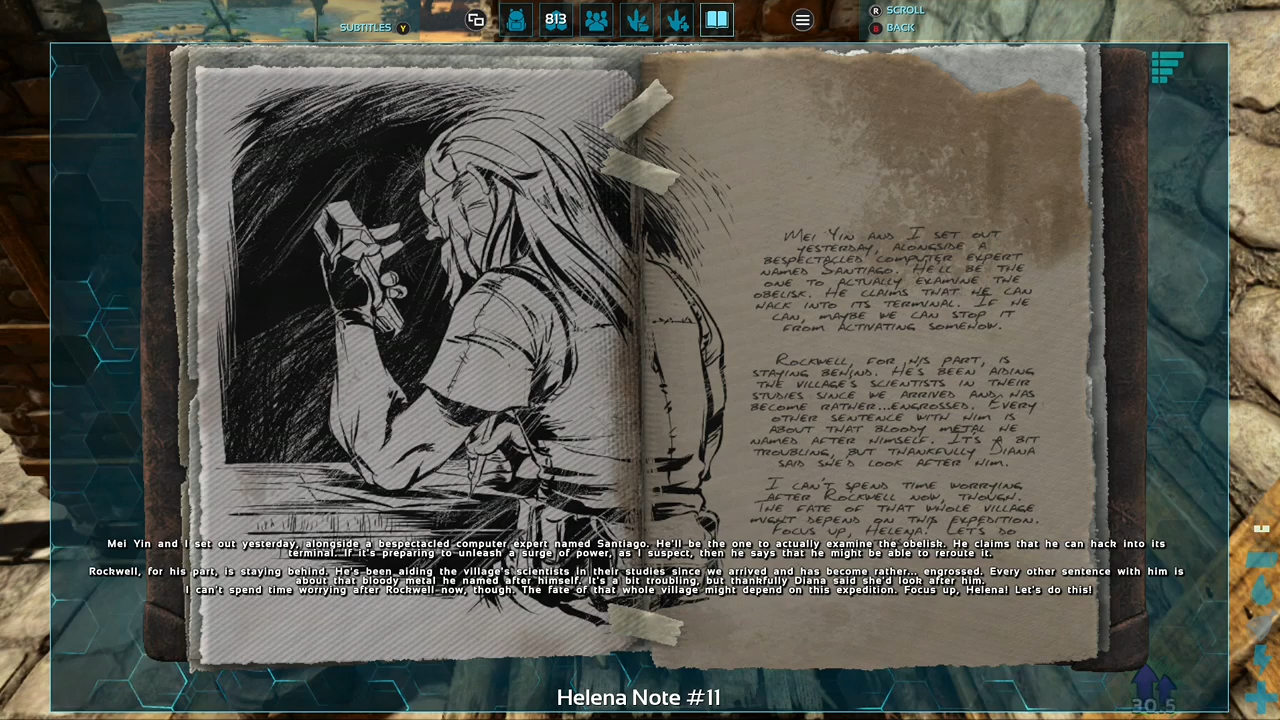 SUBTITLES Y
813
R SCROLL
B BACK
MEI YIN AND I SET OUT
YESTERDAY, ALONGSIDE A
BESPECTACLED COMPUTER EXPERT
NAMED SANTIAGO. HE'LL BE THE
ONE TO ACTUALLY EXAMINE THE
OBELISK. HE CLAIMS THAT HE CAN
HACK INTO ITS TERMINAL. IF HE
CAN, MAYBE WE CAN STOP IT
FROM ACTIVATING SOMEHOW.
ROCKWELL, FOR HIS PART, IS
STAYING BEHIND. HE'S BEEN AIDING
THE VILLAGE'S SCIENTISTS IN THEIR
STUDIES SINCE WE ARRIVED AND HAS
BECOME RATHER...ENGROSSED. EVERY
OTHER SENTENCE WITH HIM IS
ABOUT THAT BLOODY METAL HE
NAMED AFTER HIMSELF. IT'S A BIT
TROUBLING, BUT THANKFULLY DIANA
SAID SHE'D LOOK AFTER HIM.
I CAN'T SPEND TIME WORRYING
AFTER ROCKWELL NOW, THOUGH.
THE FATE OF THAT WHOLE VILLAGE
MIGHT DEPEND ON THIS EXPEDITION.
FOCUS UP, HELENA. LET'S DO
Mei Yin and I set out yesterday, alongside a bespectacled computer expert named Santiago. He'll be the one to actually examine the obelisk. He claims that he can hack into its
terminal. If it's preparing to unleash a surge of power, as I suspect, then he says that he might be able to reroute it.
Rockwell, for his part, is staying behind. He's been aiding the village's scientists in their studies since we arrived and has become rather... engrossed. Every other sentence with him is
about that bloody metal he named after himself. It's a bit troubling, but thankfully Diana said she'd look after him.
I can't spend time worrying after Rockwell now, though. The fate of that whole village might depend on this expedition. Focus up, Helena! Let's do this!
Helena Note #11
30.5